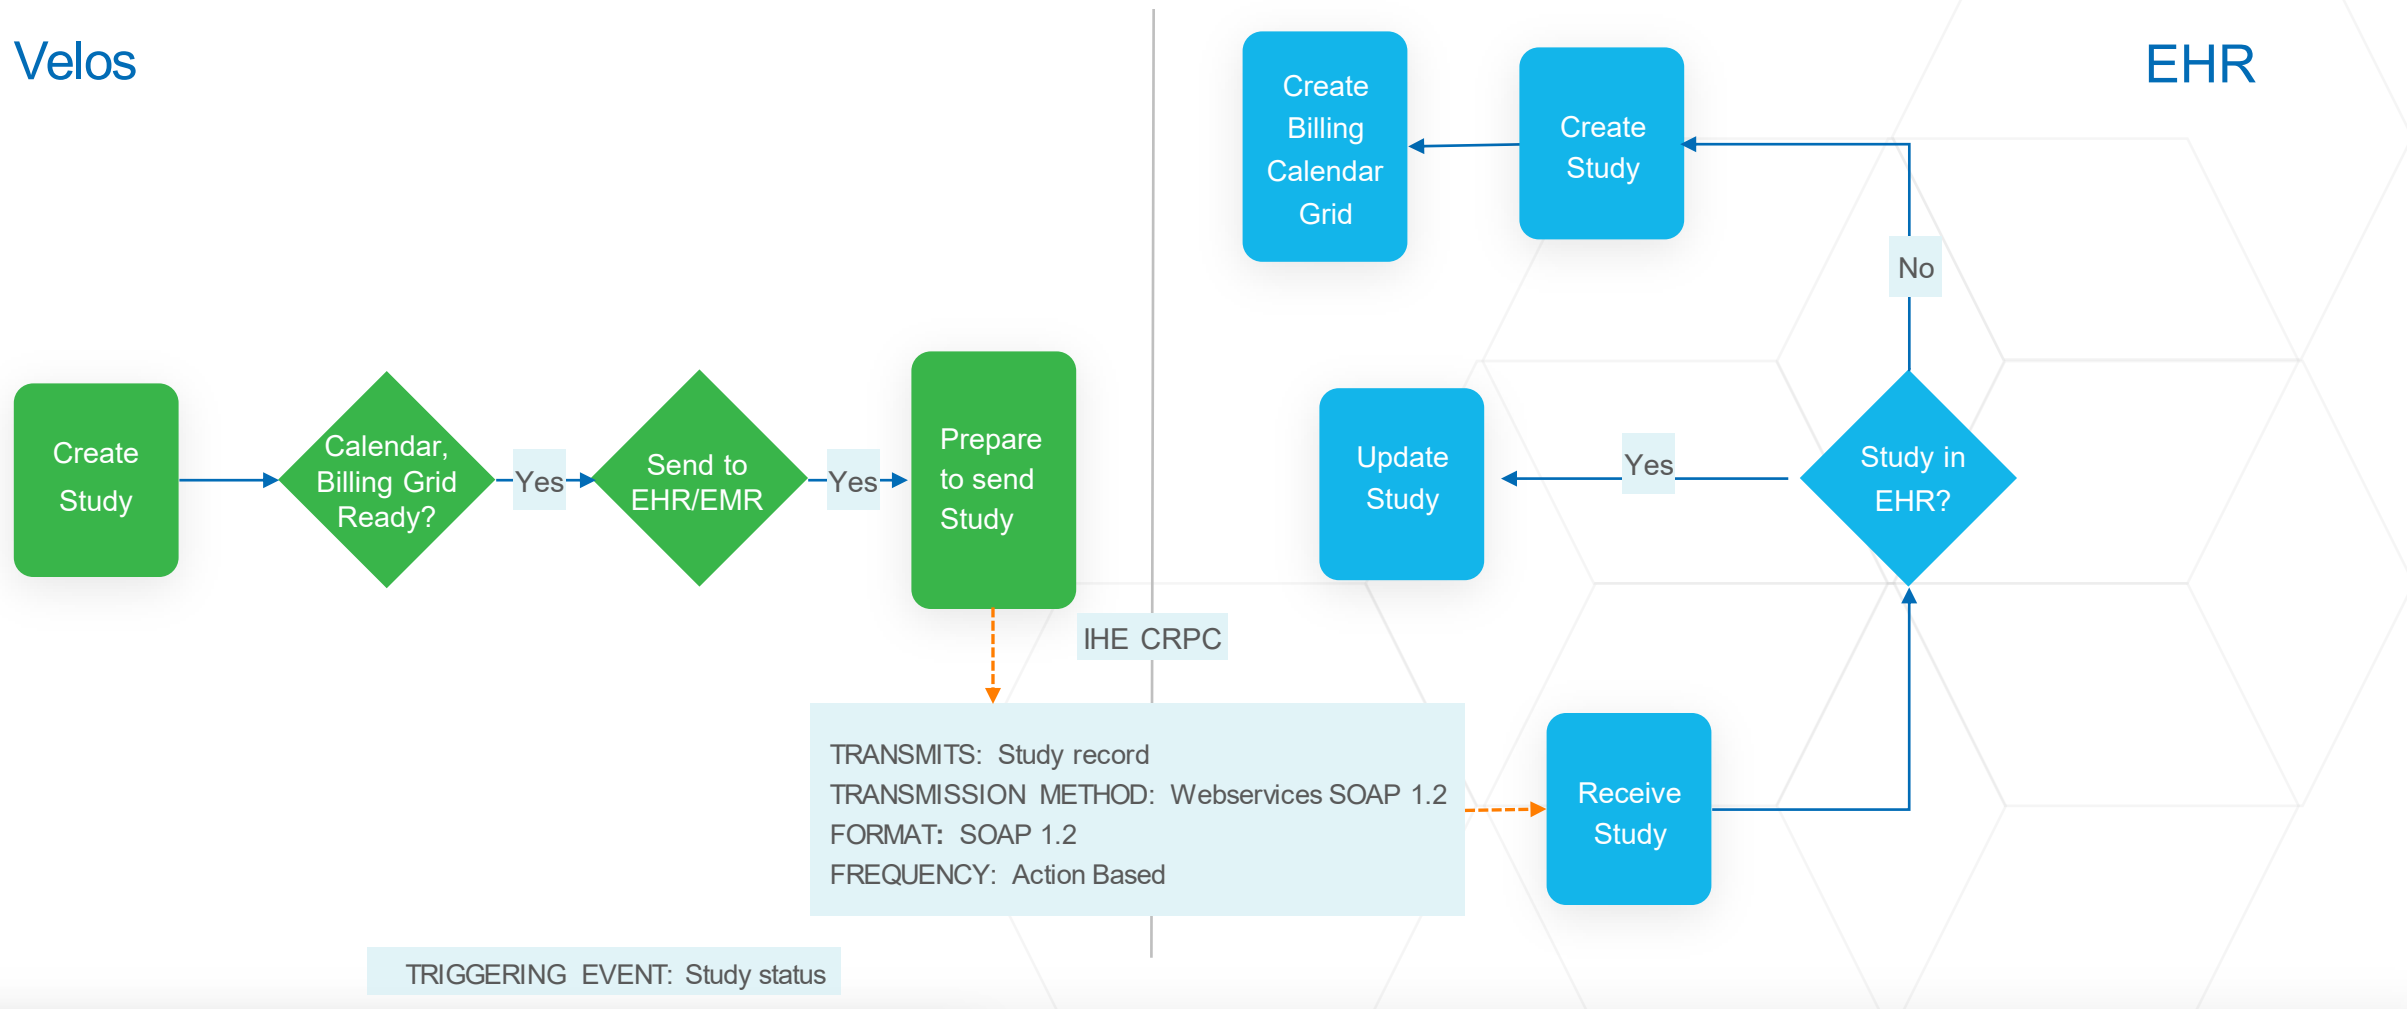 Velos
EHR
Create
Study
Calendar,
Billing Grid
Ready?
Yes
Send to
EHR/EMR
Yes
Prepare
to send
Study
IHE CRPC
TRANSMITS: Study record
TRANSMISSION METHOD: Webservices SOAP 1.2
FORMAT: SOAP 1.2
FREQUENCY: Action Based
TRIGGERING EVENT: Study status
Receive
Study
Study in
EHR?
Yes
Update
Study
No
Create
Study
Create
Billing
Calendar
Grid